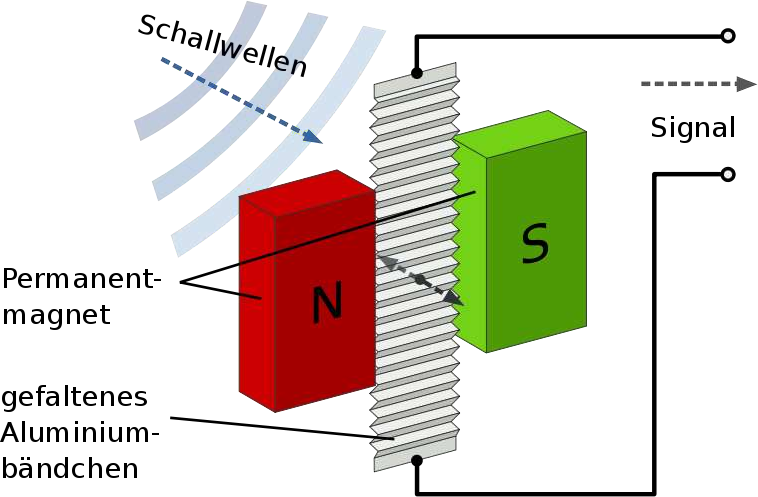 Schallwellen
Signal
N
S
Permanent-
magnet
gefaltenes
Aluminium-
bändchen